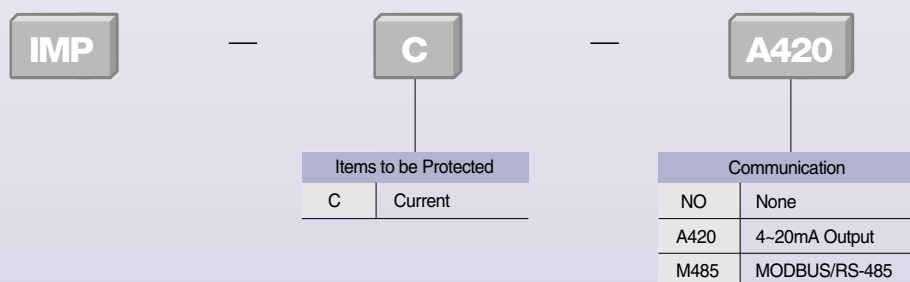 IMP — C — A420
Items to be Protected
C Current
Communication
NO None
A420 4~20mA Output
M485 MODBUS/RS-485